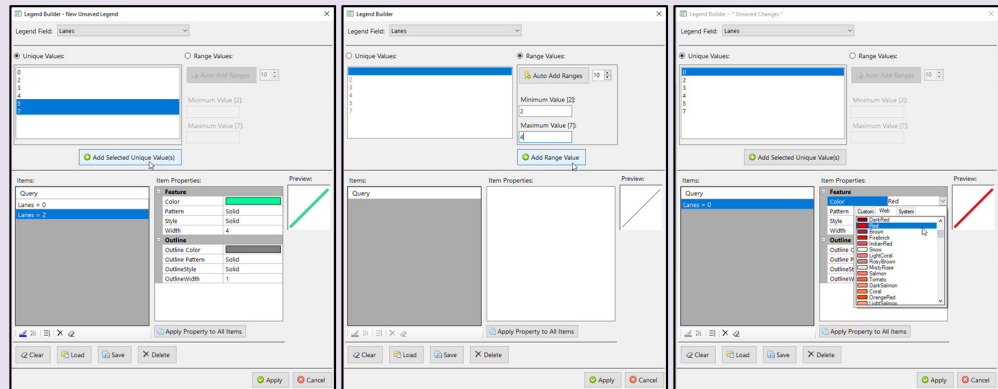 Legend Builder - New Unsaved Legend
Legend Field: Lanes
Unique Values:
Range Values:
0
2
3
4
5
7
Auto Add Ranges 10
Minimum Value [2]:
Maximum Value [7]:
Add Selected Unique Value(s)
Items:
Item Properties:
Preview:
Query
Lanes = 0
Lanes = 2
Feature
Color
Pattern Solid
Style Solid
Width 4
Outline
Outline Color
Outline Pattern Solid
OutlineStyle Solid
OutlineWidth 1
Apply Property to All Items
Clear Load Save Delete
Apply Cancel
Legend Builder
Legend Field: Lanes
Unique Values:
Range Values:
2
3
4
5
7
Auto Add Ranges 10
Minimum Value [2]:
2
Maximum Value [7]:
4
Add Range Value
Items:
Item Properties:
Preview:
Query
Apply Property to All Items
Clear Load Save Delete
Apply Cancel
Legend Builder - * Unsaved Changes *
Legend Field: Lanes
Unique Values:
Range Values:
0
2
3
4
5
7
Auto Add Ranges 10
Minimum Value [2]:
Maximum Value [7]:
Add Selected Unique Value(s)
Items:
Item Properties:
Preview:
Query
Lanes = 0
Feature
Color Red
Pattern
Style
Width
Outline
Outline C
Outline P
OutlineSt
OutlineW
Custom Web System
DarkRed
Red
Brown
Firebrick
IndianRed
Snow
LightCoral
RosyBrown
MistyRose
Salmon
Tomato
DarkSalmon
Coral
OrangeRed
LightSalmon
Apply Property to All Items
Clear Load Save Delete
Apply Cancel